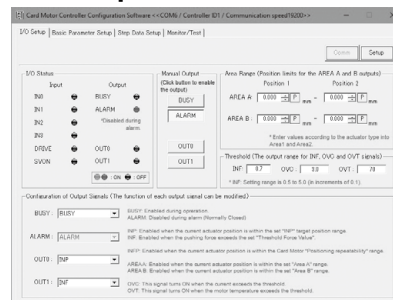 Card Motor Controller Configuration Software <<COM6 / Controller ID1 / Communication speed19200>>
I/O Setup Basic Parameter Setup Step Data Setup Monitor/Test
Cancel Setup
I/O Status
Input Output
IN0 BUSY
IN1 ALARM
IN2 *Disabled during alarm
IN3
DRIVE OUT0
SVON OUT1
: ON : OFF
Manual Output
(Click button to enable the output)
BUSY
ALARM
OUT0
OUT1
Area Range (Position limits for the AREA A and B outputs)
Position 1 Position 2
AREA A: 0.000 P mm ~ 0.000 P mm
AREA B: 0.000 P mm ~ 0.000 P mm
* Enter values according to the actuator type into
Area1 and Area2.
Threshold (The output range for INF, OVC and OVT signals)
INF: 0.7 OVC: OVT: 70
* INF: Setting range is 0.5 to 5.0 (in increments of 0.1)
Configuration of Output Signals (The function of each output signal can be modified)
BUSY: BUSY
BUSY: Enabled during operation.
ALARM: Disabled during alarm (Normally Closed)
ALARM: ALARM
INP: Enabled when the current actuator position is within the set "INP" target position range.
INF: Enabled when the pushing force exceeds the set "Threshold Force Value".
OUT0: INP
INFP: Enabled when the current actuator position is within the Card Motor "Positioning repeatability" range.
AREAA: Enabled when the current actuator position is within the set "Area A" range.
AREAB: Enabled when the current actuator position is within the set "Area B" range.
OUT1: INF
OVC: This signal turns ON when the current exceeds the threshold.
OVT: This signal turns ON when the motor temperature exceeds the threshold.